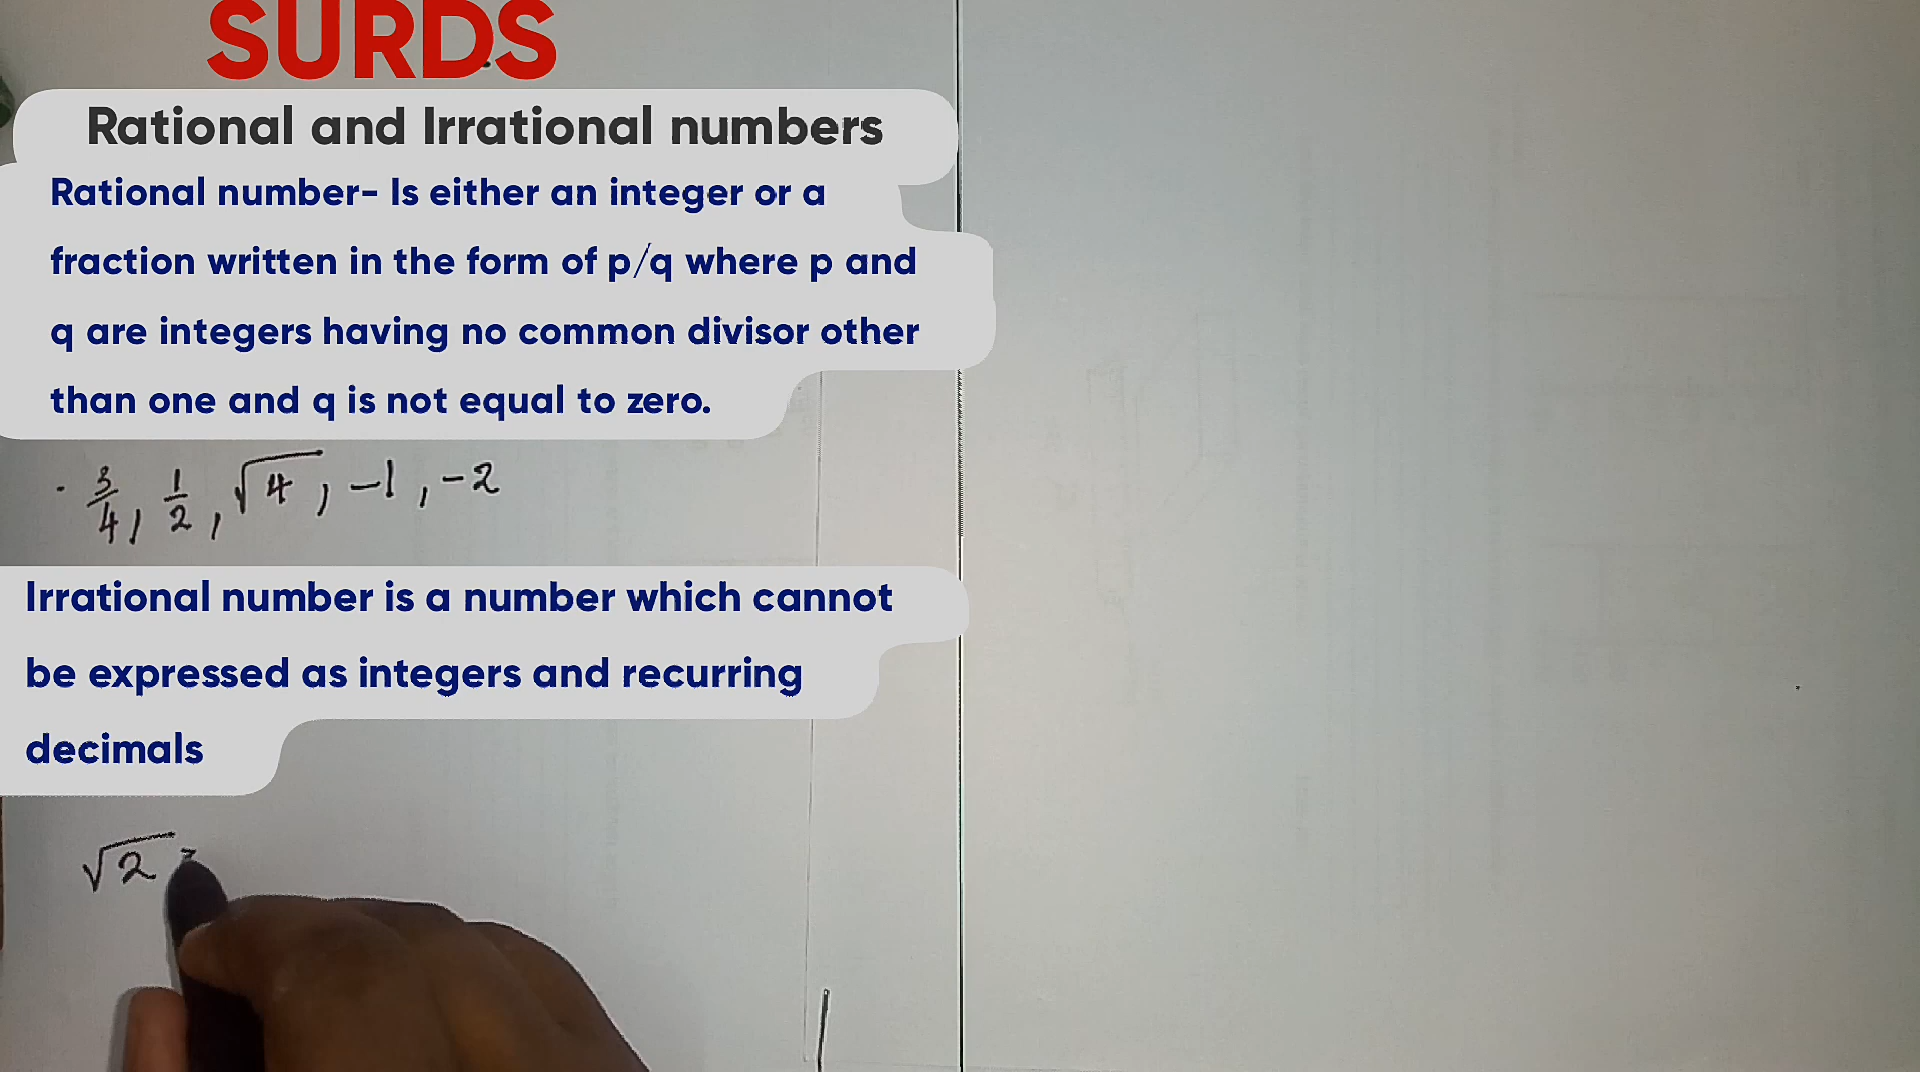 SURDS
Rational and Irrational numbers
Rational number- Is either an integer or a
fraction written in the form of p/q where p and
q are integers having no common divisor other
than one and q is not equal to zero.
· 3/4, 1/2, √4, -1, -2
Irrational number is a number which cannot
be expressed as integers and recurring
decimals
√2 =